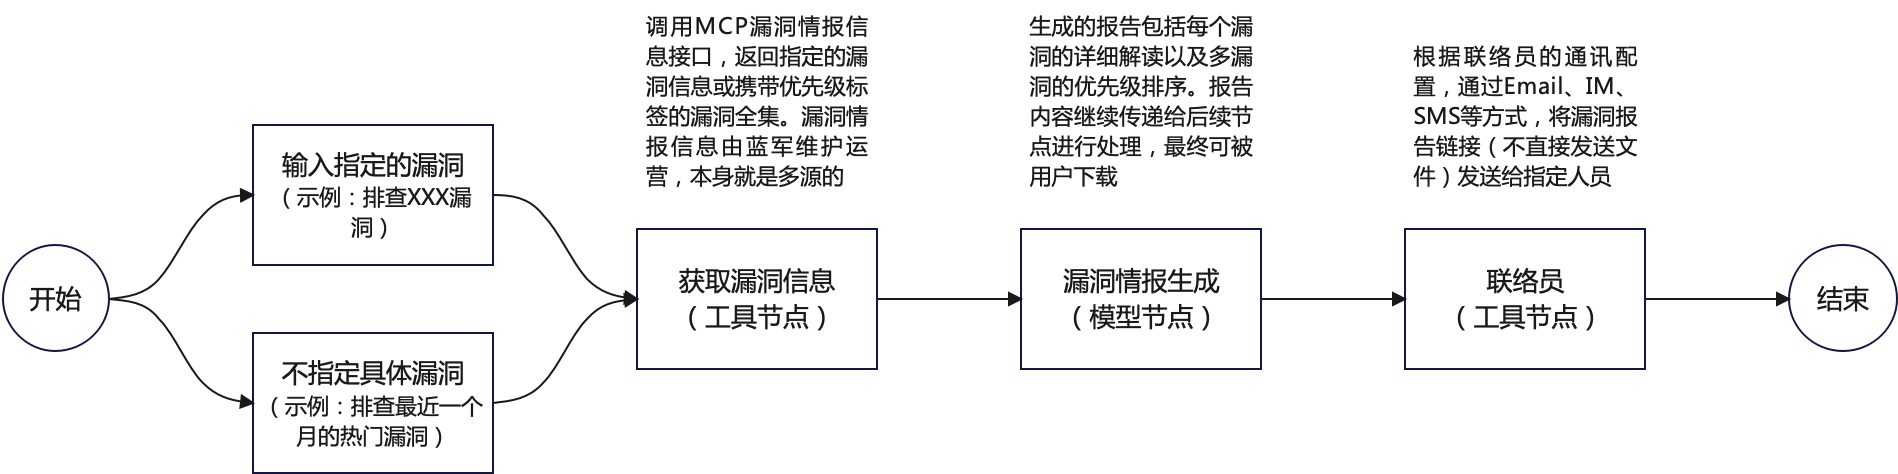 开始
输入指定的漏洞
（示例：排查XXX漏
洞）
不指定具体漏洞
（示例：排查最近一个
月的热门漏洞）
调用MCP漏洞情报信
息接口，返回指定的漏
洞信息或携带优先级标
签的漏洞全集。漏洞情
报信息由蓝军维护运
营，本身就是多源的
获取漏洞信息
（工具节点）
生成的报告包括每个漏
洞的详细解读以及多漏
洞的优先级排序。报告
内容继续传递给后续节
点进行处理，最终可被
用户下载
漏洞情报生成
（模型节点）
根据联络员的通讯配
置，通过Email、IM、
SMS等方式，将漏洞报
告链接（不直接发送文
件）发送给指定人员
联络员
（工具节点）
结束